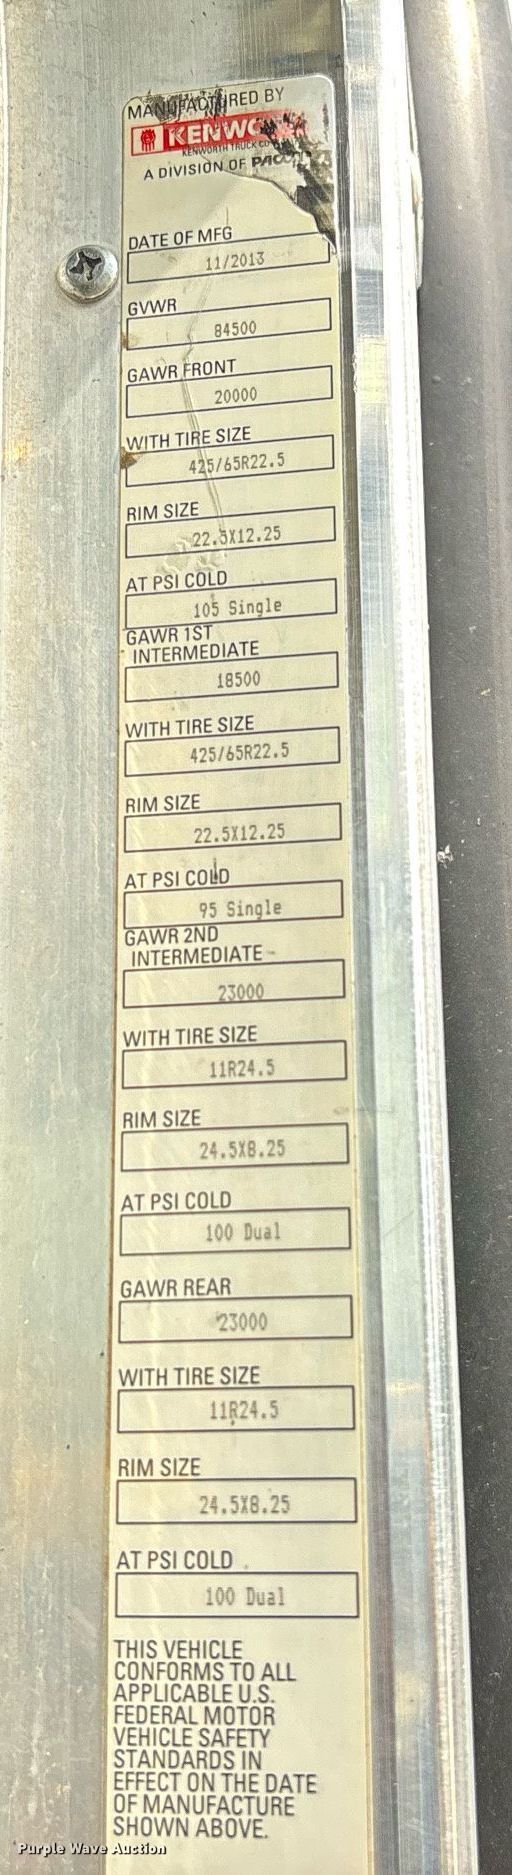 MANUFACTURED BY
KENWORTH TRUCK CO
A DIVISION OF
DATE OF MFG
11/2013
GVWR
84500
GAWR FRONT
20000
WITH TIRE SIZE
425/65R22.5
RIM SIZE
22.5X12.25
AT PSI COLD
105 Single
GAWR 1ST
INTERMEDIATE
18500
WITH TIRE SIZE
425/65R22.5
RIM SIZE
22.5X12.25
AT PSI COLD
95 Single
GAWR 2ND
INTERMEDIATE
23000
WITH TIRE SIZE
11R24.5
RIM SIZE
24.5X8.25
AT PSI COLD
100 Dual
GAWR REAR
23000
WITH TIRE SIZE
11R24.5
RIM SIZE
24.5X8.25
AT PSI COLD
100 Dual
THIS VEHICLE
CONFORMS TO ALL
APPLICABLE U.S.
FEDERAL MOTOR
VEHICLE SAFETY
STANDARDS IN
EFFECT ON THE DATE
OF MANUFACTURE
SHOWN ABOVE.
Purple Wave Auction